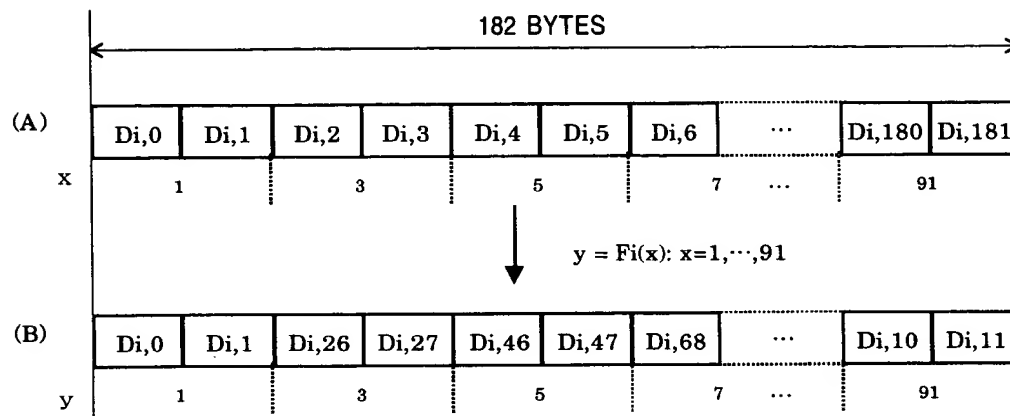 182 BYTES
(A) Di,0 Di,1 Di,2 Di,3 Di,4 Di,5 Di,6 ... Di,180 Di,181
x 1 3 5 7 ... 91
y = Fi(x): x=1,...,91
(B) Di,0 Di,1 Di,26 Di,27 Di,46 Di,47 Di,68 ... Di,10 Di,11
y 1 3 5 7 ... 91